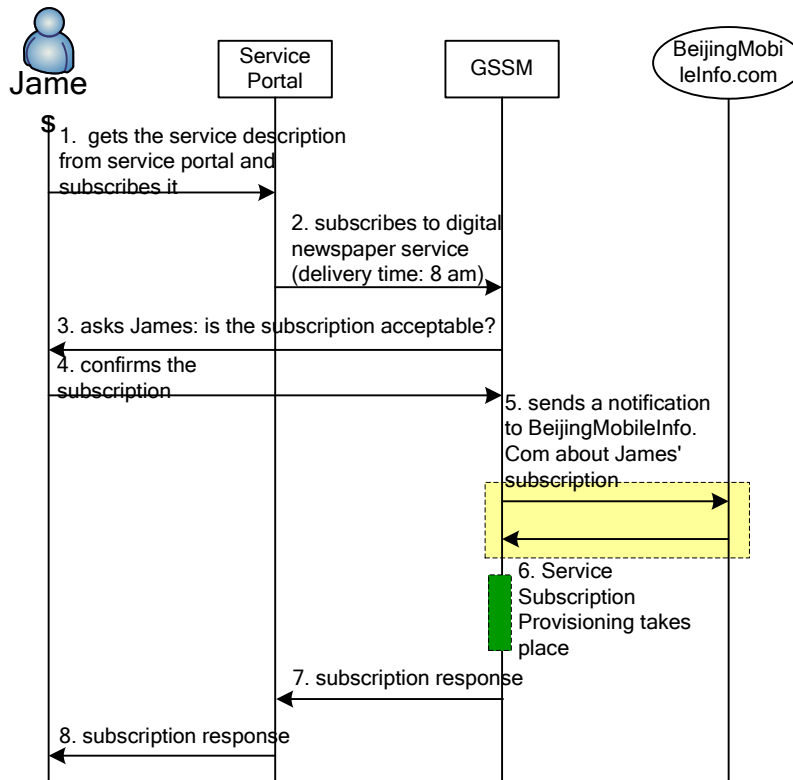 Jame
Service
Portal
GSSM
BeijingMobi
leInfo.com
$
1. gets the service description
from service portal and
subscribes it
2. subscribes to digital
newspaper service
(delivery time: 8 am)
3. asks James: is the subscription acceptable?
4. confirms the
subscription
5. sends a notification
to BeijingMobileInfo.
Com about James'
subscription
6. Service
Subscription
Provisioning takes
place
7. subscription response
8. subscription response